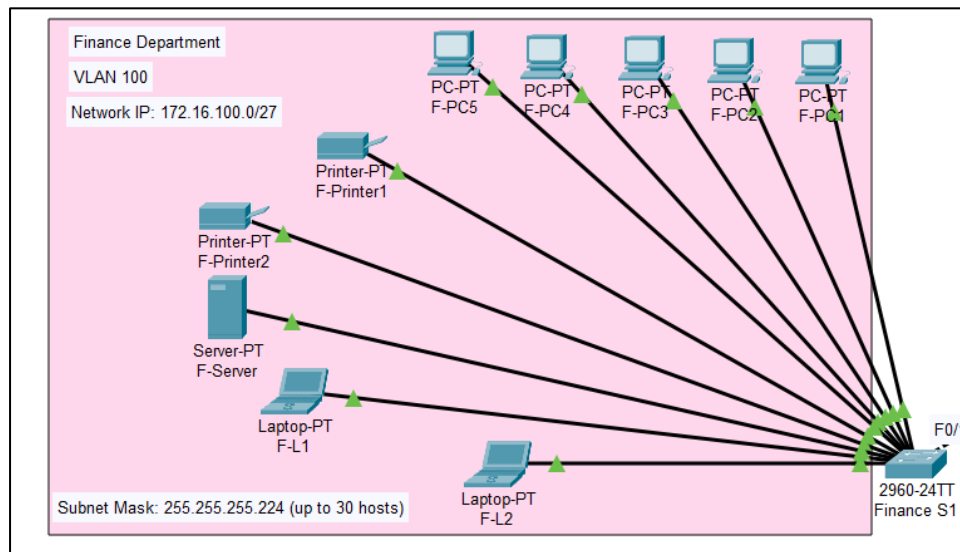 Finance Department
VLAN 100
Network IP: 172.16.100.0/27
PC-PT
F-PC5
PC-PT
F-PC4
PC-PT
F-PC3
PC-PT
F-PC2
PC-PT
F-PC1
Printer-PT
F-Printer1
Printer-PT
F-Printer2
Server-PT
F-Server
Laptop-PT
F-L1
Laptop-PT
F-L2
F0/
2960-24TT
Finance S1
Subnet Mask: 255.255.255.224 (up to 30 hosts)